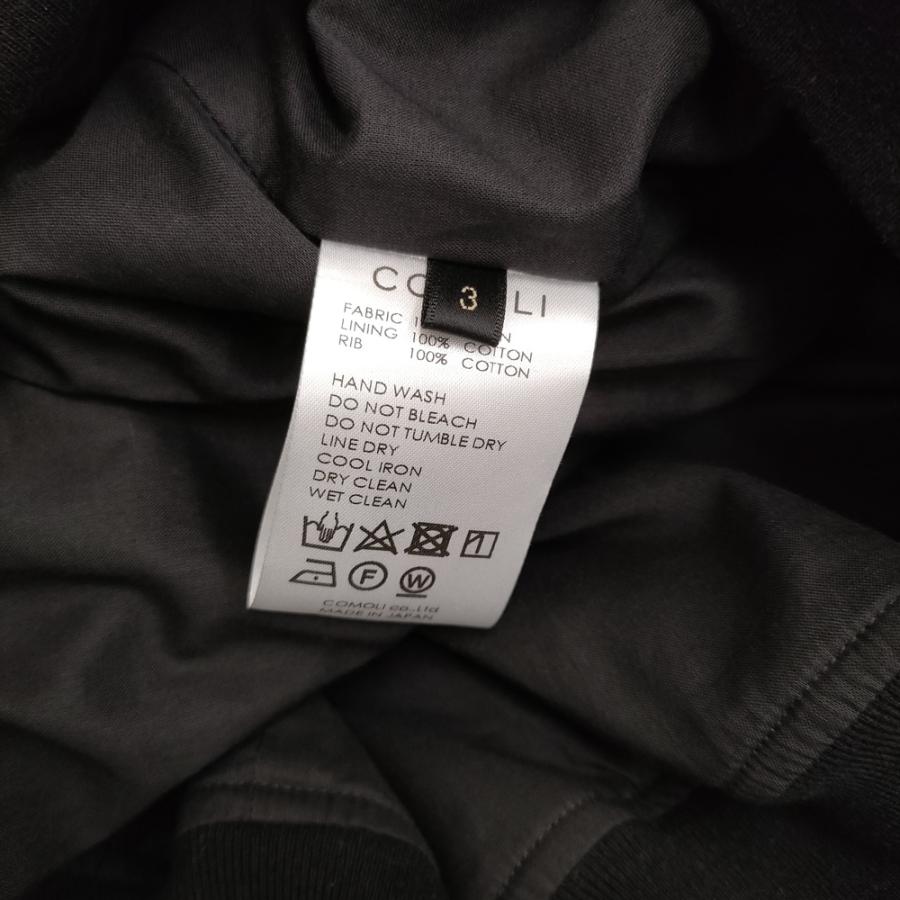 3
LI
FABRIC
LINING 100% COTTON
RIB 100% COTTON
HAND WASH
DO NOT BLEACH
DO NOT TUMBLE DRY
LINE DRY
COOL IRON
DRY CLEAN
WET CLEAN
F
W
COMOLI co.,Ltd
MADE IN JAPAN